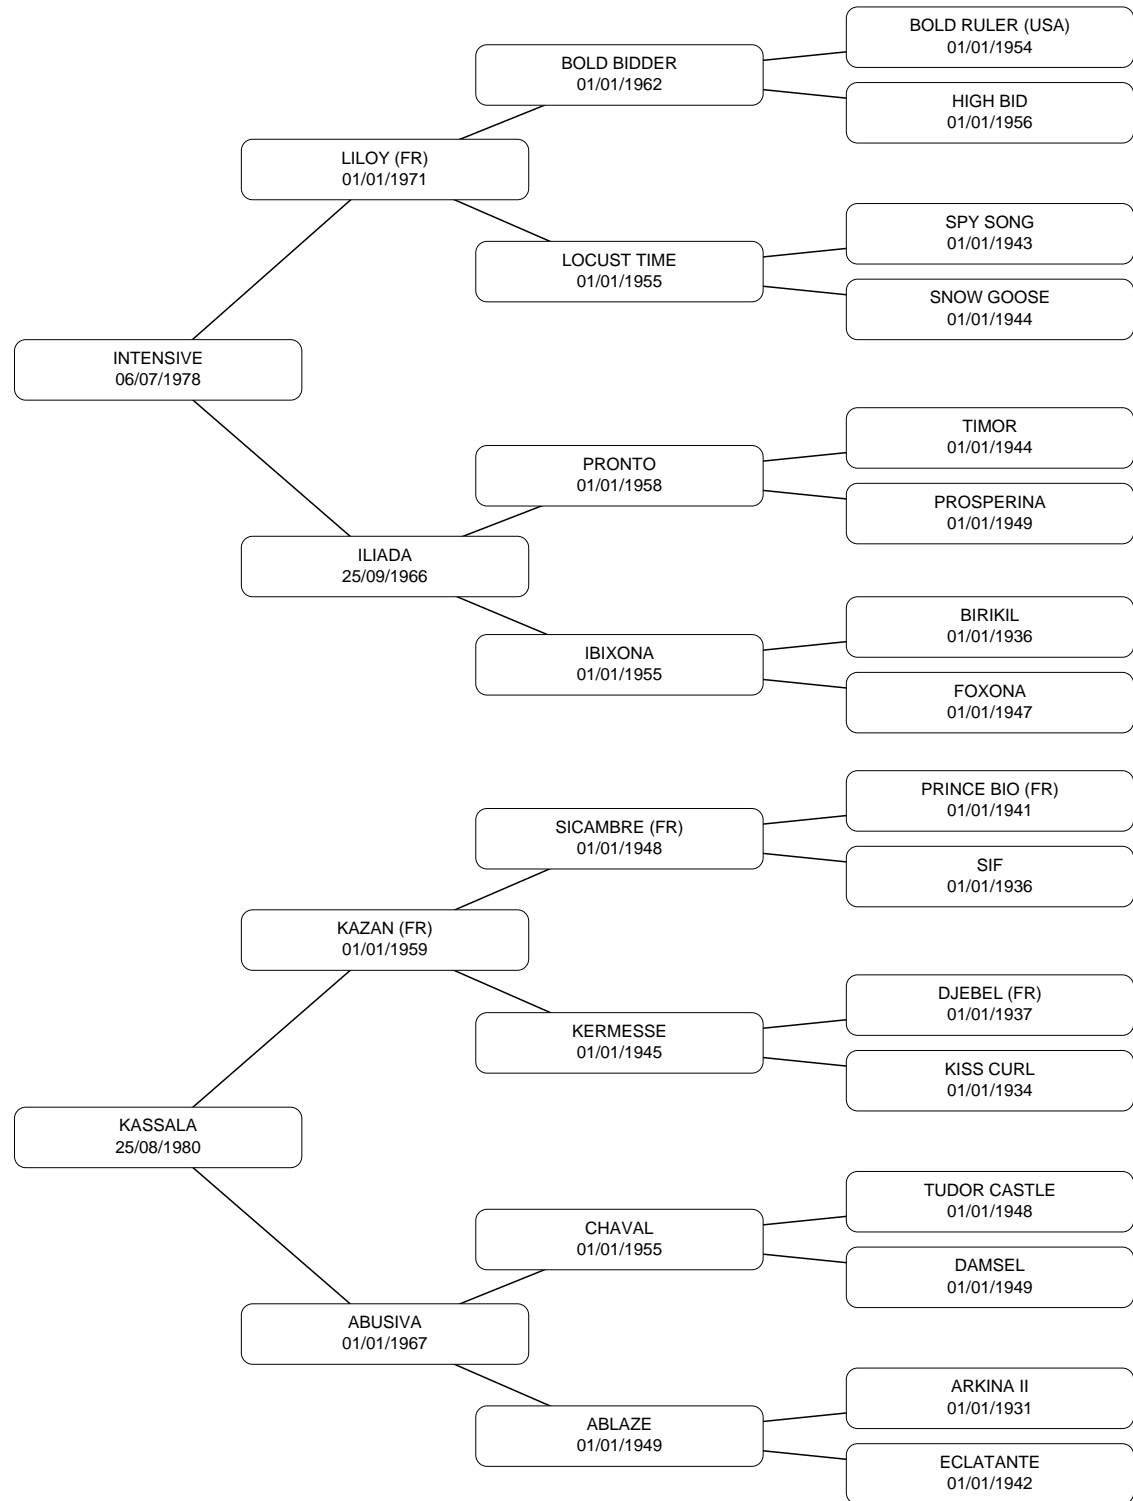 BOLD RULER (USA)
01/01/1954
BOLD BIDDER
01/01/1962
HIGH BID
01/01/1956
LILOY (FR)
01/01/1971
SPY SONG
01/01/1943
LOCUST TIME
01/01/1955
SNOW GOOSE
01/01/1944
INTENSIVE
06/07/1978
TIMOR
01/01/1944
PRONTO
01/01/1958
PROSPERINA
01/01/1949
ILIADA
25/09/1966
BIRIKIL
01/01/1936
IBIXONA
01/01/1955
FOXONA
01/01/1947
PRINCE BIO (FR)
01/01/1941
SICAMBRE (FR)
01/01/1948
SIF
01/01/1936
KAZAN (FR)
01/01/1959
DJEBEL (FR)
01/01/1937
KERMESSE
01/01/1945
KISS CURL
01/01/1934
KASSALA
25/08/1980
TUDOR CASTLE
01/01/1948
CHAVAL
01/01/1955
DAMSEL
01/01/1949
ABUSIVA
01/01/1967
ARKINA II
01/01/1931
ABLAZE
01/01/1949
ECLATANTE
01/01/1942